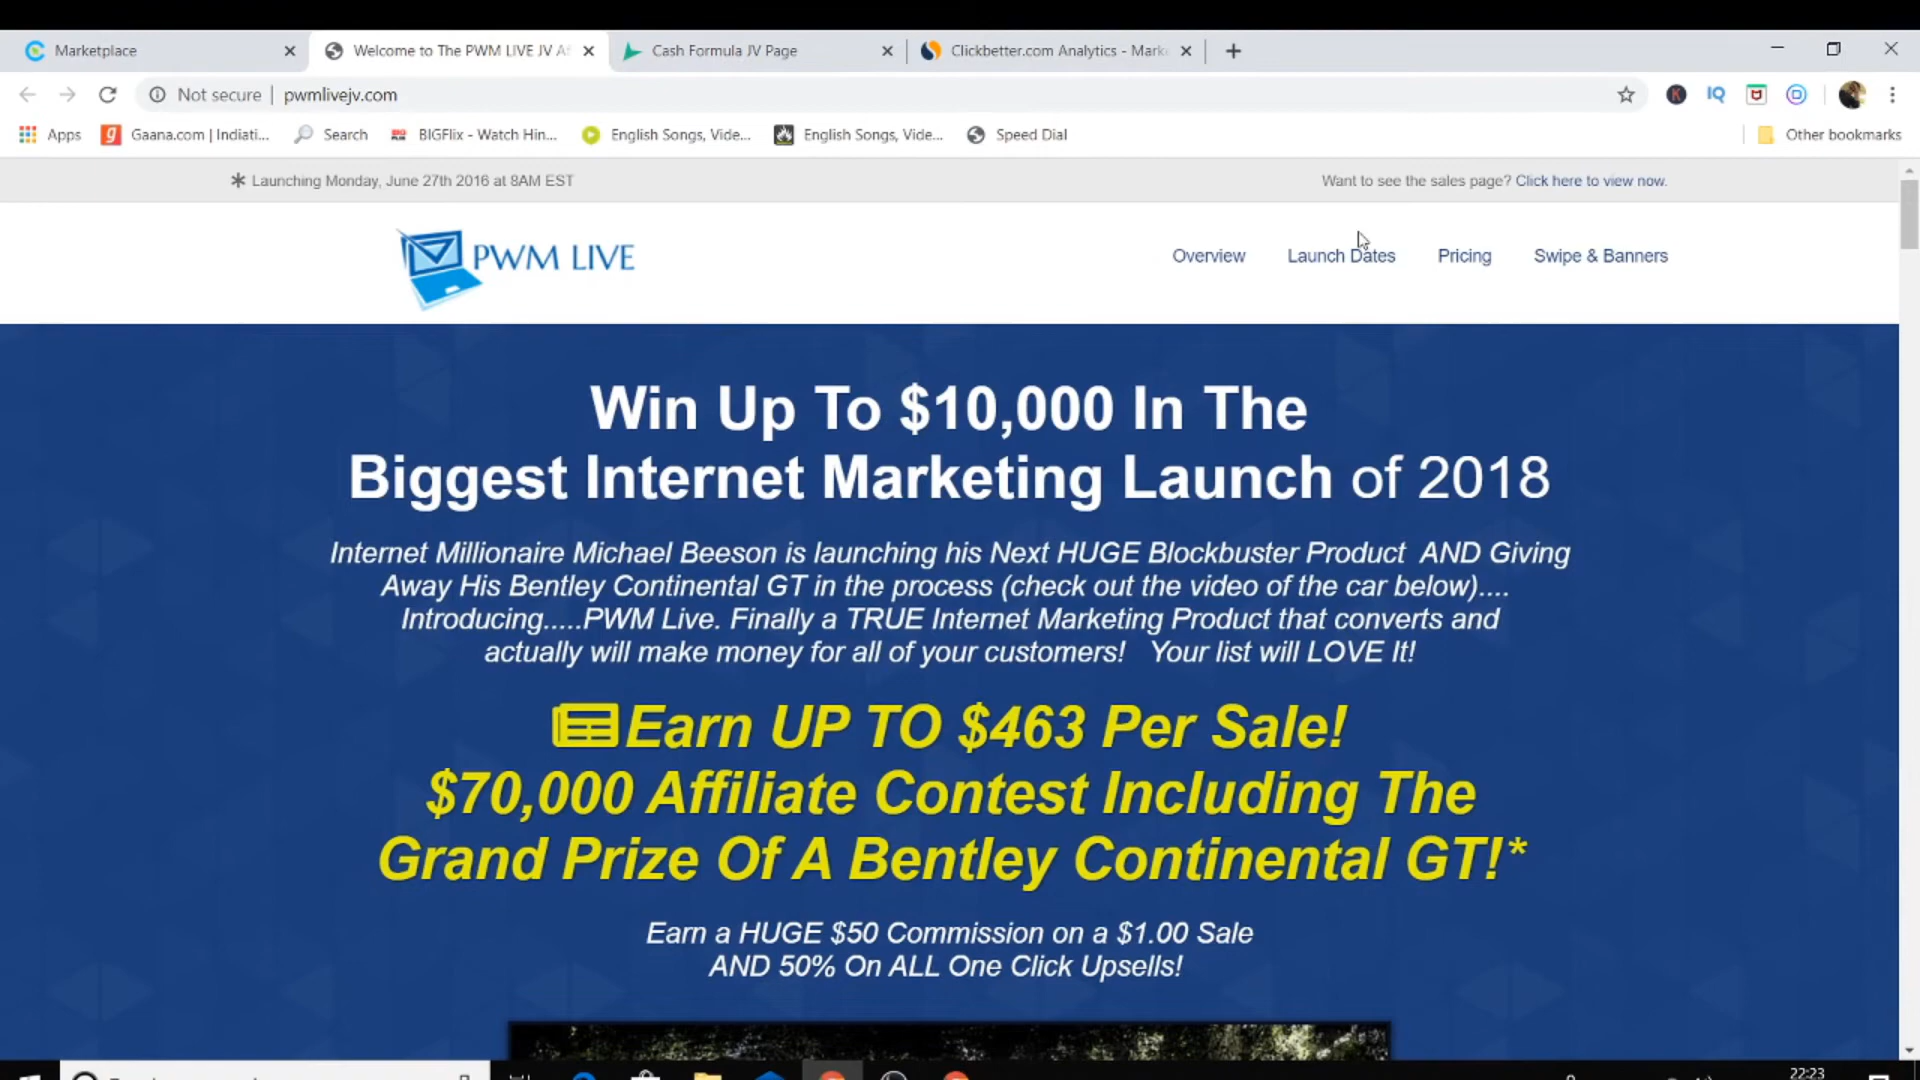 Marketplace
Welcome to The PWM LIVE JV Af
Cash Formula JV Page
Clickbetter.com Analytics - Marke
Not secure | pwmlivejv.com
IQ
Apps
Gaana.com | Indiati...
Search
BIGFlix - Watch Hin...
English Songs, Vide...
English Songs, Vide...
Speed Dial
Other bookmarks
Launching Monday, June 27th 2016 at 8AM EST
Want to see the sales page? Click here to view now.
PWM LIVE
Overview
Launch Dates
Pricing
Swipe & Banners
Win Up To $10,000 In The
Biggest Internet Marketing Launch of 2018
Internet Millionaire Michael Beeson is launching his Next HUGE Blockbuster Product AND Giving
Away His Bentley Continental GT in the process (check out the video of the car below)....
Introducing.....PWM Live. Finally a TRUE Internet Marketing Product that converts and
actually will make money for all of your customers! Your list will LOVE It!
Earn UP TO $463 Per Sale!
$70,000 Affiliate Contest Including The
Grand Prize Of A Bentley Continental GT!*
Earn a HUGE $50 Commission on a $1.00 Sale
AND 50% On ALL One Click Upsells!
22:23